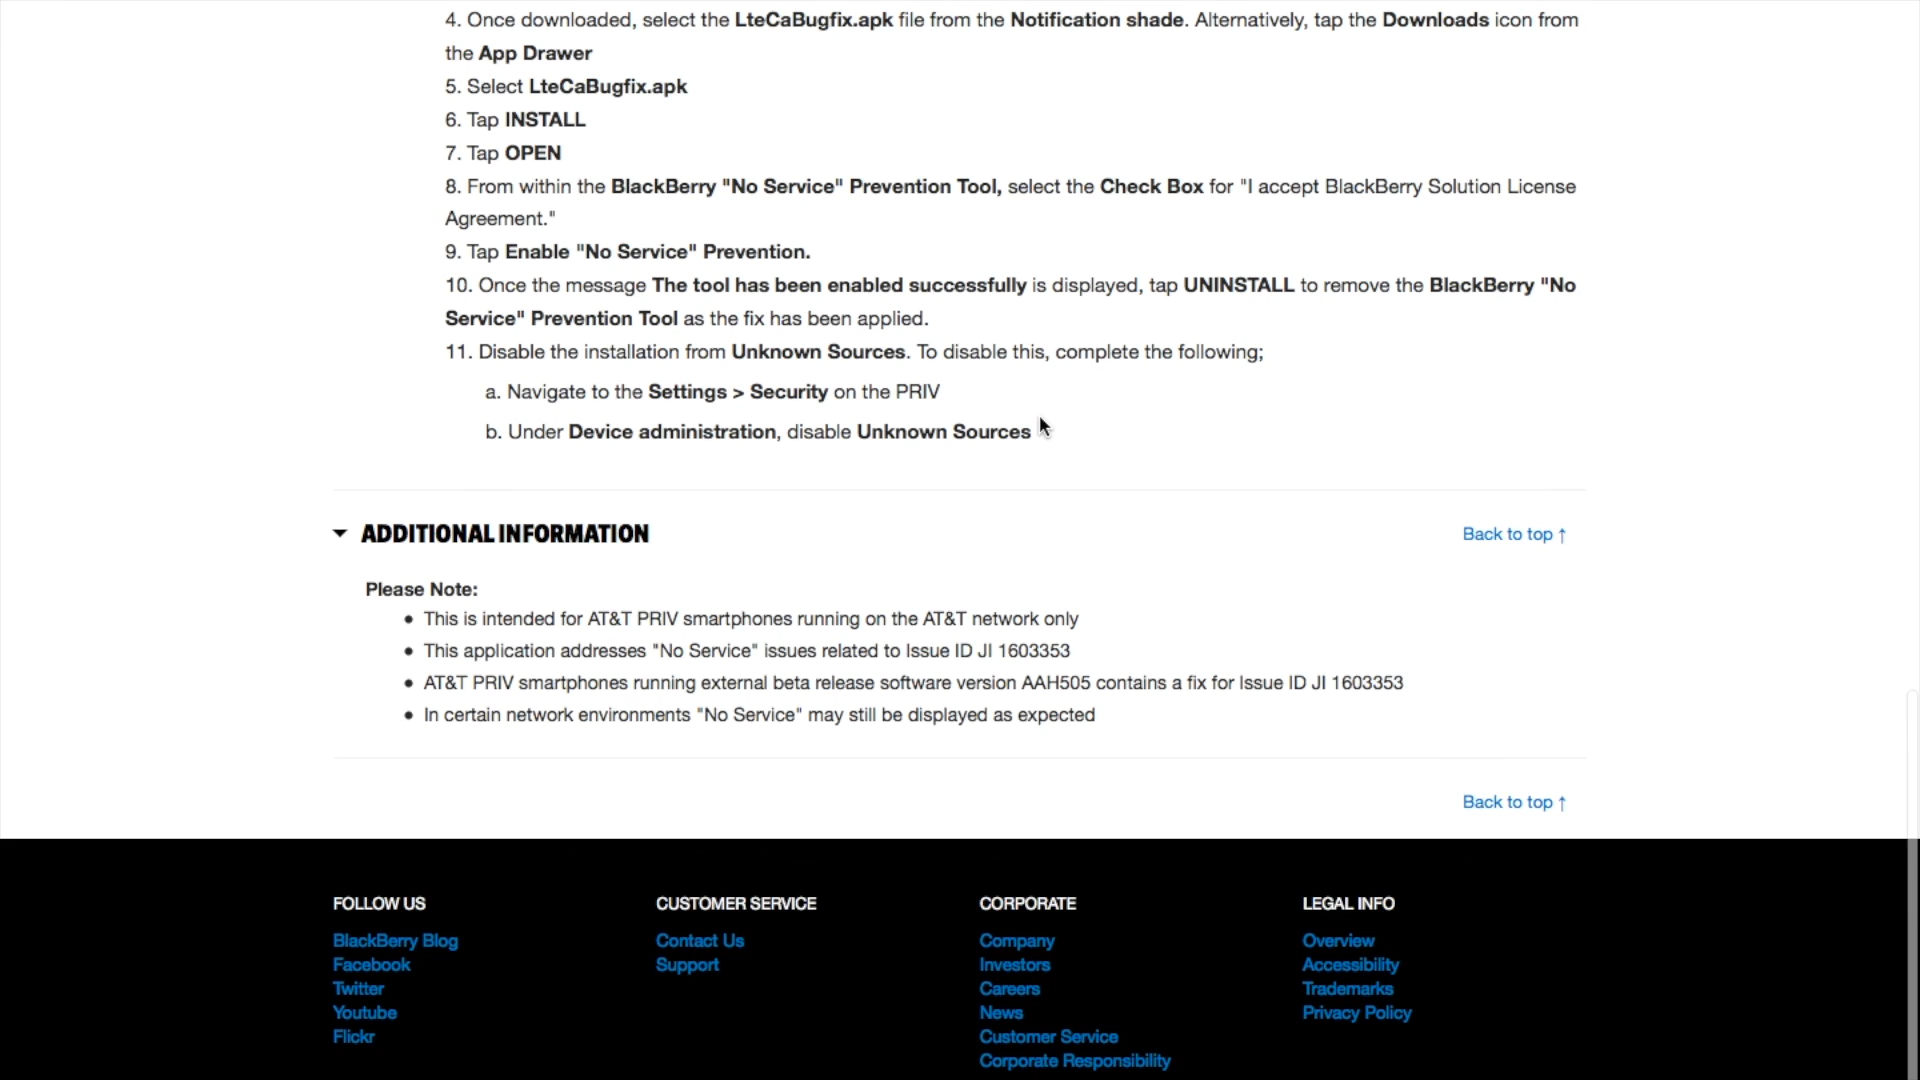 4. Once downloaded, select the LteCaBugfix.apk file from the Notification shade. Alternatively, tap the Downloads icon from
the App Drawer
5. Select LteCaBugfix.apk
6. Tap INSTALL
7. Tap OPEN
8. From within the BlackBerry "No Service" Prevention Tool, select the Check Box for "I accept BlackBerry Solution License
Agreement."
9. Tap Enable "No Service" Prevention.
10. Once the message The tool has been enabled successfully is displayed, tap UNINSTALL to remove the BlackBerry "No
Service" Prevention Tool as the fix has been applied.
11. Disable the installation from Unknown Sources. To disable this, complete the following;
a. Navigate to the Settings > Security on the PRIV
b. Under Device administration, disable Unknown Sources
ADDITIONAL INFORMATION
Back to top ↑
Please Note:
• This is intended for AT&T PRIV smartphones running on the AT&T network only
• This application addresses "No Service" issues related to Issue ID JI 1603353
• AT&T PRIV smartphones running external beta release software version AAH505 contains a fix for Issue ID JI 1603353
• In certain network environments "No Service" may still be displayed as expected
Back to top ↑
FOLLOW US
BlackBerry Blog
Facebook
Twitter
Youtube
Flickr
CUSTOMER SERVICE
Contact Us
Support
CORPORATE
Company
Investors
Careers
News
Customer Service
Corporate Responsibility
LEGAL INFO
Overview
Accessibility
Trademarks
Privacy Policy